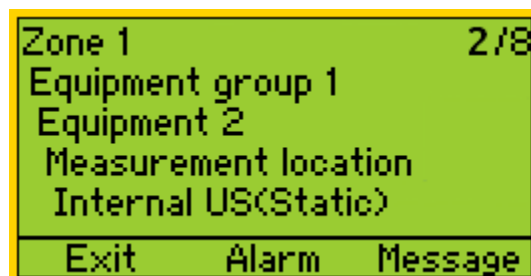 Zone 1 2/8
Equipment group 1
Equipment 2
Measurement location
Internal US(Static)
Exit Alarm Message